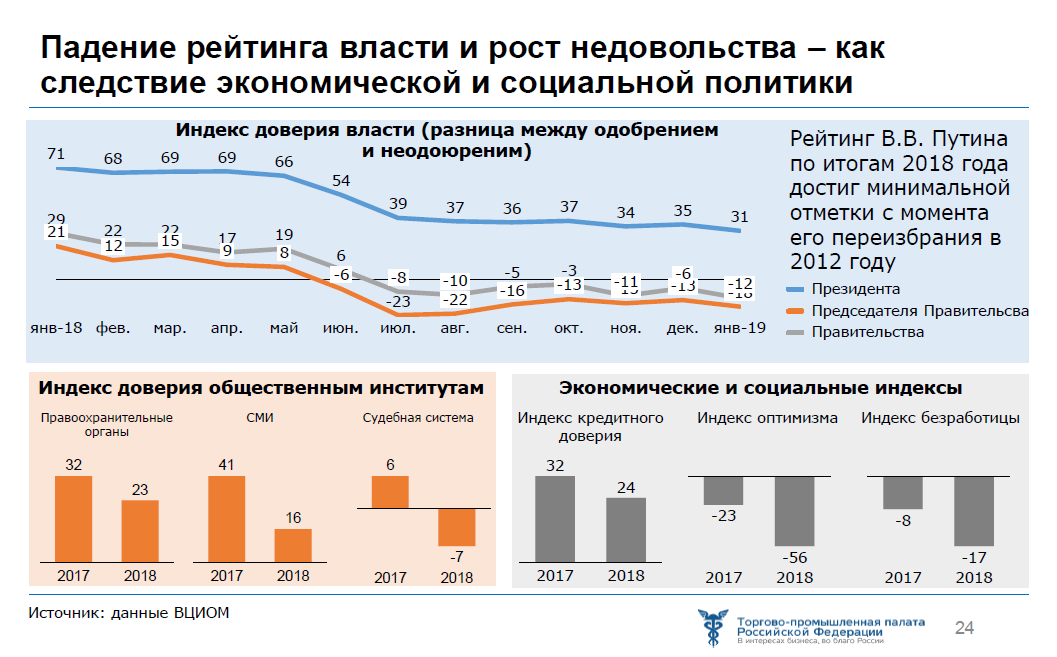 Падение рейтинга власти и рост недовольства – как
следствие экономической и социальной политики
Индекс доверия власти (разница между одобрением
и неодоюреним)
71 68 69 69 66 54 39 37 36 37 34 35 31
29 22 22 17 19 6 -8 -10 -5 -3 -6 -12
21 12 15 9 8 -6 -23 -22 -16 -13 -11 -13 -18
янв-18 фев. мар. апр. май июн. июл. авг. сен. окт. ноя. дек. янв-19
Рейтинг В.В. Путина
по итогам 2018 года
достиг минимальной
отметки с момента
его переизбрания в
2012 году
Президента
Председателя Правительсва
Правительства
Индекс доверия общественным институтам
Правоохранительные
органы
СМИ
Судебная система
32 23 41 16 6 -7
2017 2018 2017 2018 2017 2018
Экономические и социальные индексы
Индекс кредитного
доверия
Индекс оптимизма
Индекс безработицы
32 24 -23 -56 -8 -17
2017 2018 2017 2018 2017 2018
Источник: данные ВЦИОМ
Торгово-промышленная палата
Российской Федерации
В интересах бизнеса, во благо России
24